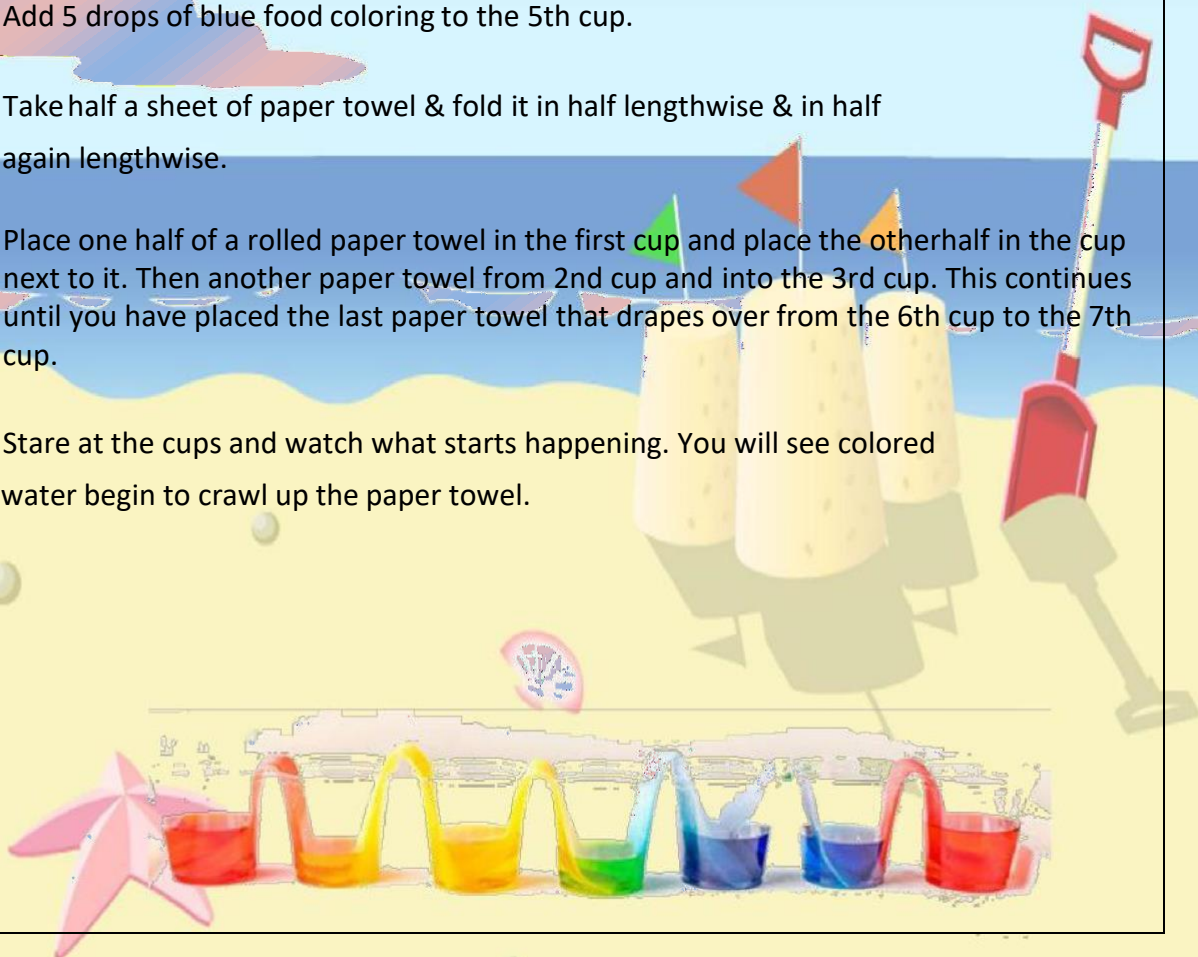 Add 5 drops of blue food coloring to the 5th cup.
Take half a sheet of paper towel & fold it in half lengthwise & in half
again lengthwise.
Place one half of a rolled paper towel in the first cup and place the otherhalf in the cup
next to it. Then another paper towel from 2nd cup and into the 3rd cup. This continues
until you have placed the last paper towel that drapes over from the 6th cup to the 7th
cup.
Stare at the cups and watch what starts happening. You will see colored
water begin to crawl up the paper towel.